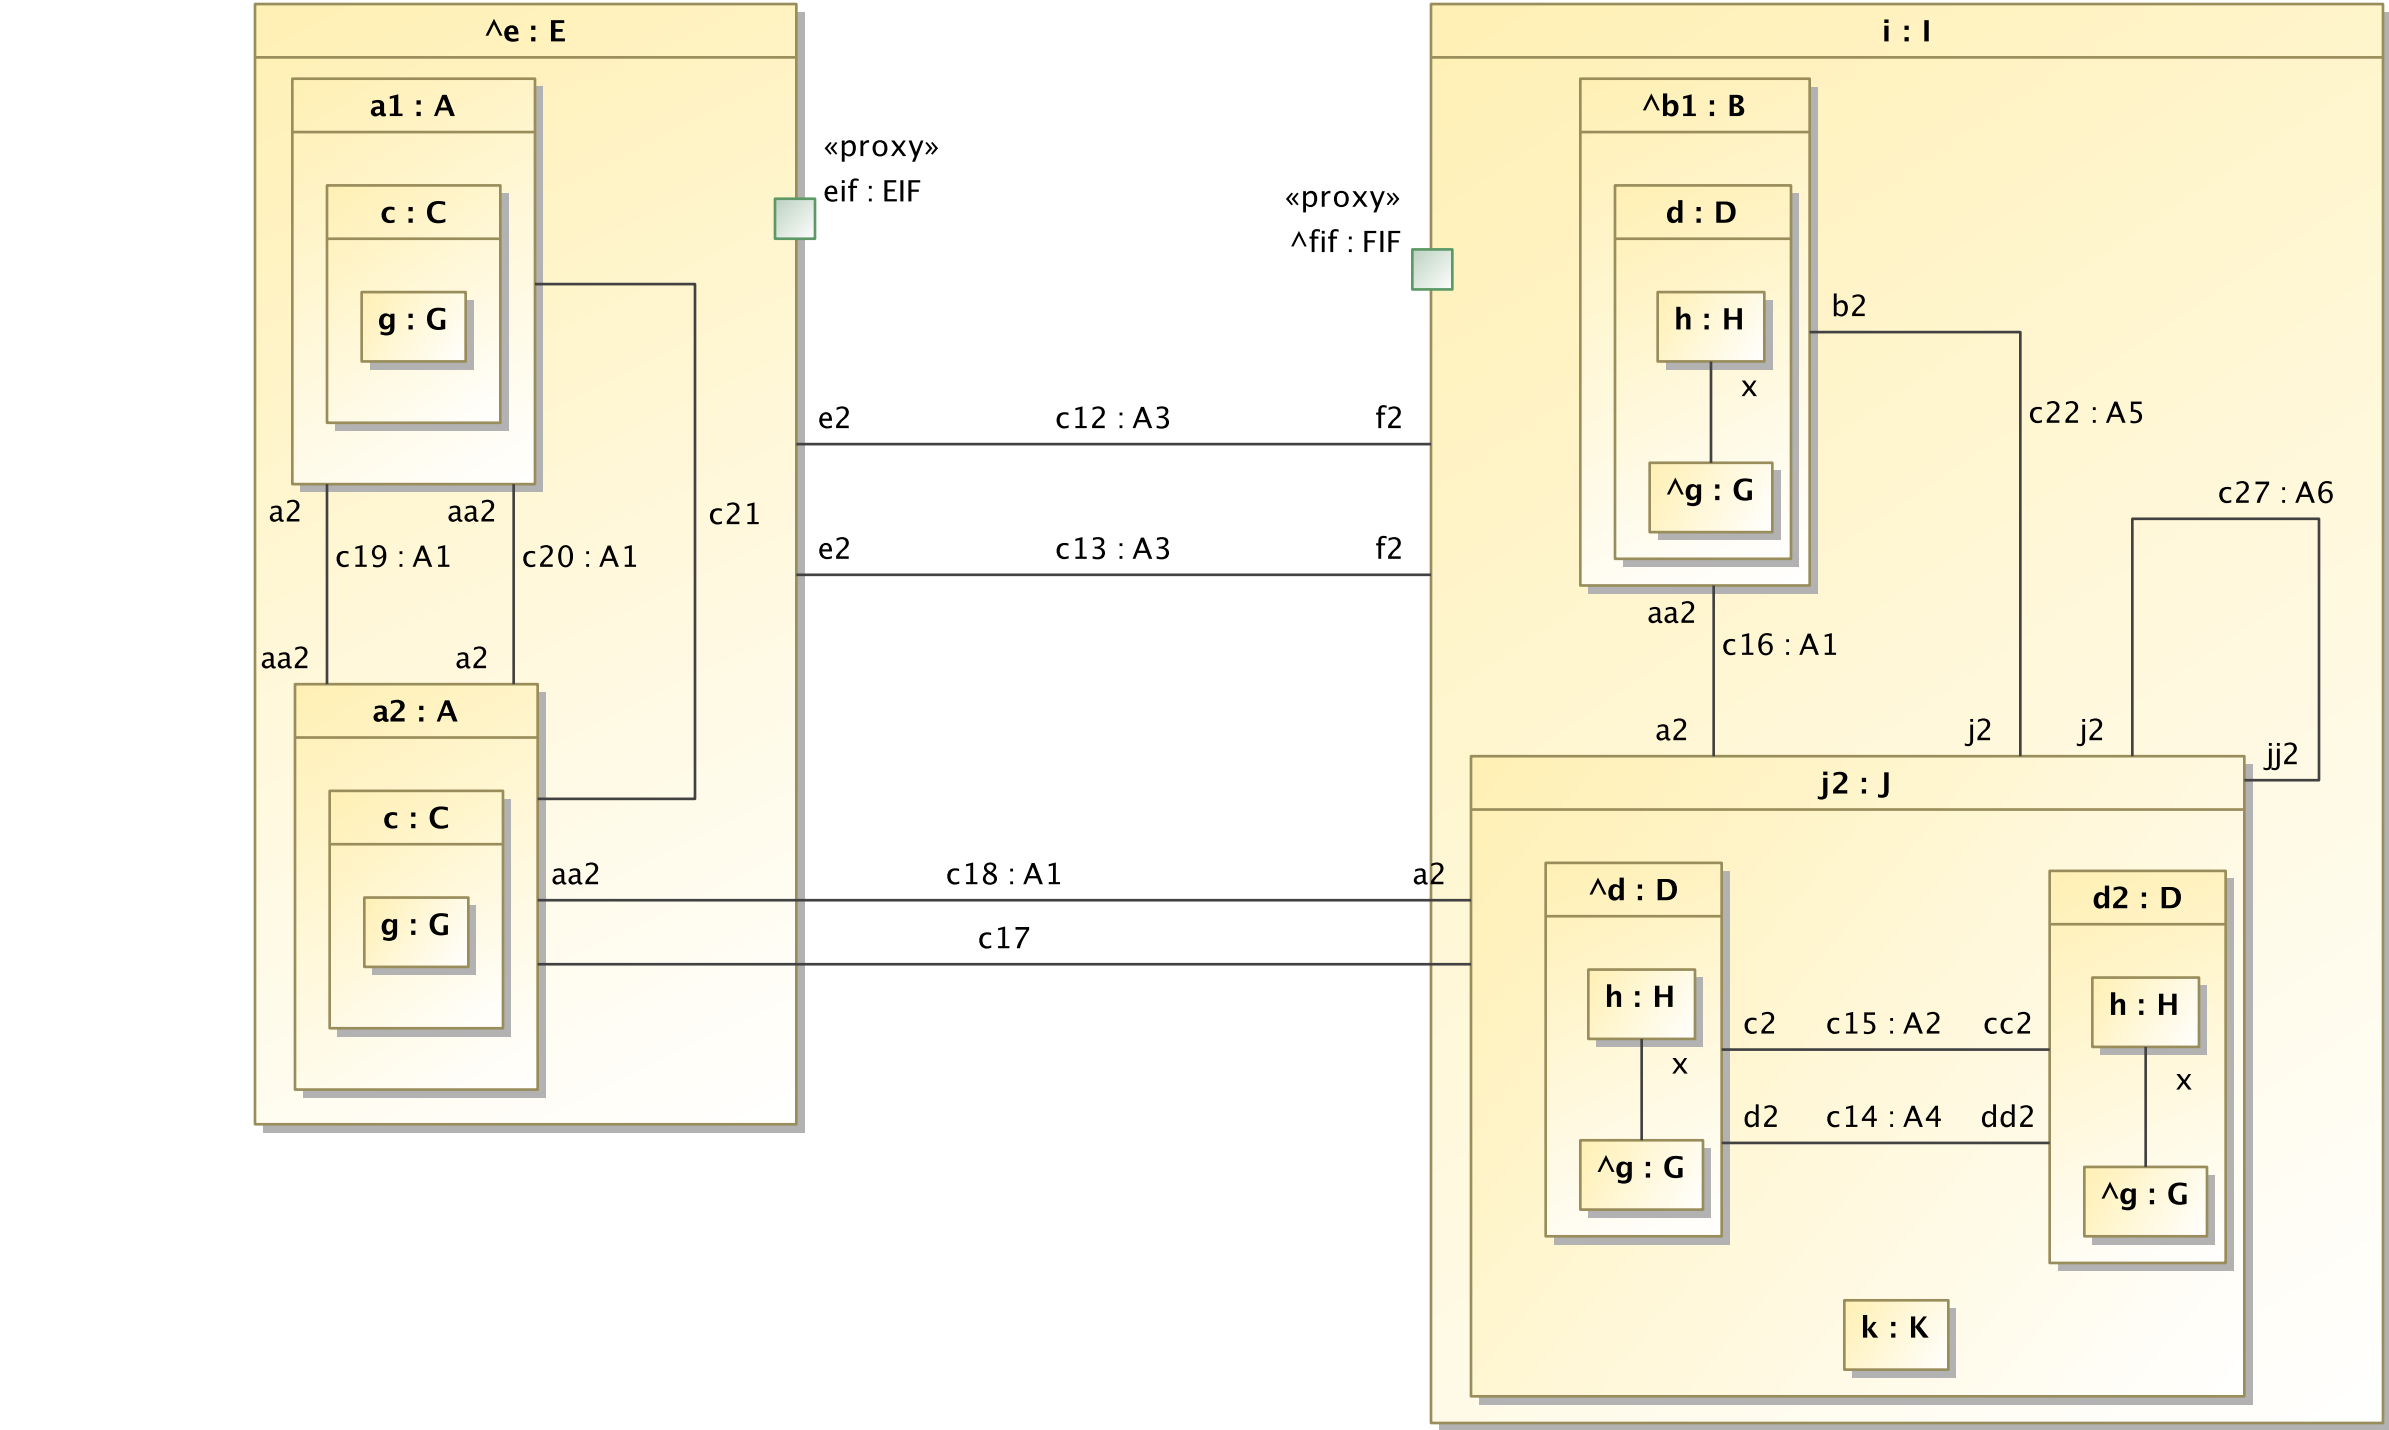 ^e : E
i : I
a1 : A
^b1 : B
«proxy»
eif : EIF
«proxy»
^fif : FIF
c : C
d : D
g : G
h : H
b2
x
e2
c12 : A3
f2
c22 : A5
^g : G
c27 : A6
a2
aa2
c21
c19 : A1
c20 : A1
e2
c13 : A3
f2
aa2
c16 : A1
aa2
a2
a2
j2
j2
jj2
a2 : A
j2 : J
c : C
aa2
c18 : A1
a2
^d : D
d2 : D
g : G
c17
h : H
h : H
c2
c15 : A2
cc2
x
x
d2
c14 : A4
dd2
^g : G
^g : G
k : K